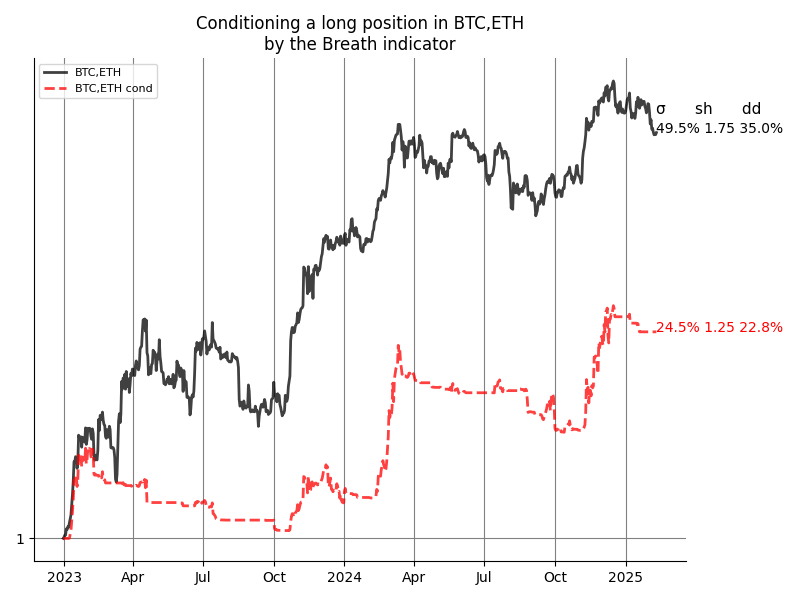 Conditioning a long position in BTC,ETH
by the Breath indicator
BTC,ETH
BTC,ETH cond
σ sh dd
49.5% 1.75 35.0%
24.5% 1.25 22.8%
1
2023 Apr Jul Oct 2024 Apr Jul Oct 2025